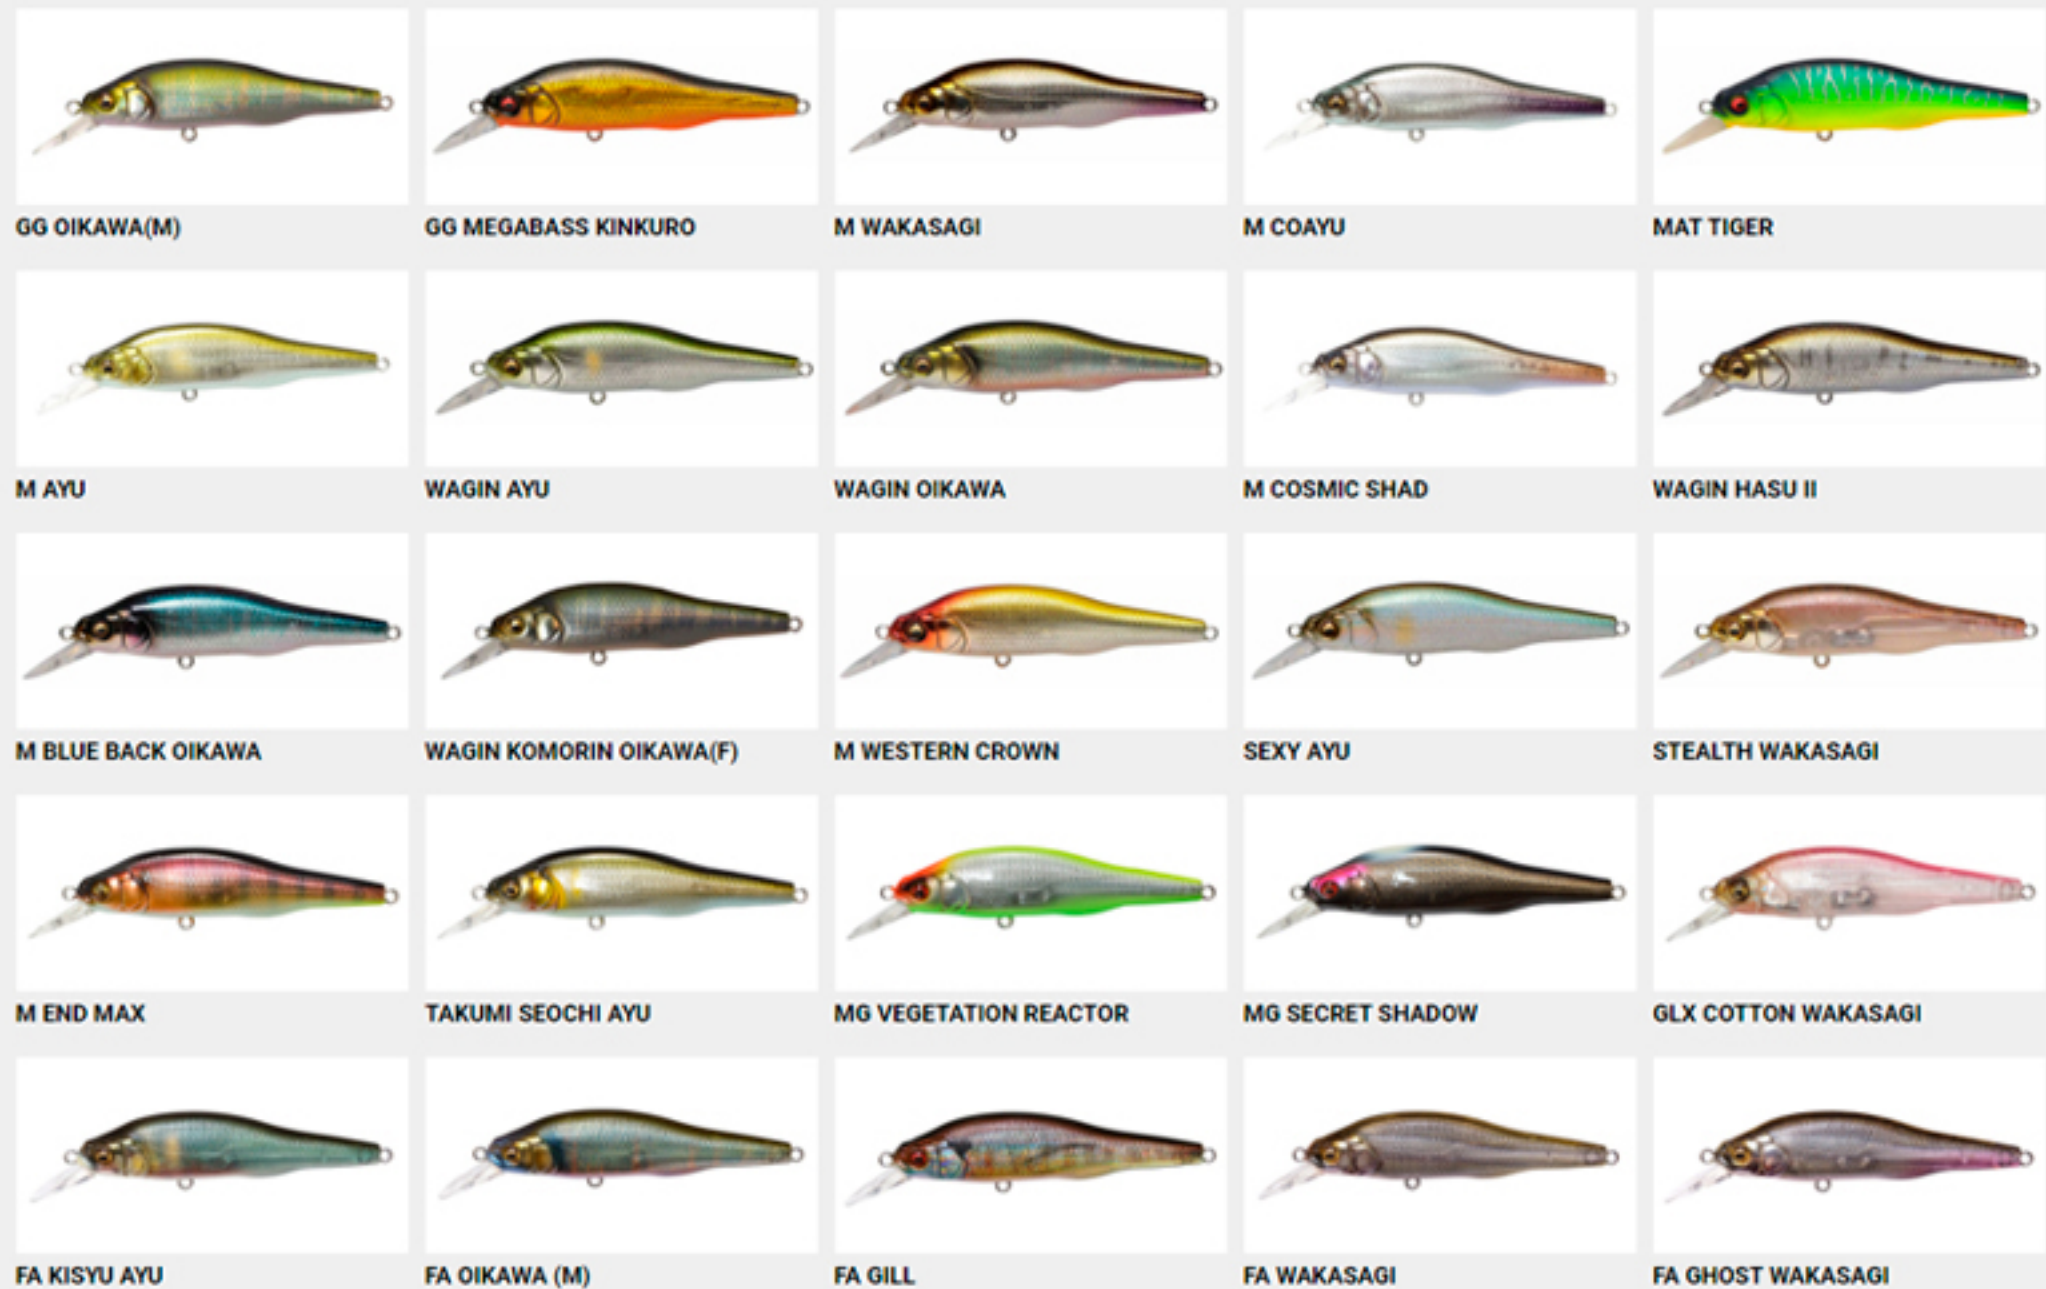 GG OIKAWA(M)
GG MEGABASS KINKURO
M WAKASAGI
M COAYU
MAT TIGER
M AYU
WAGIN AYU
WAGIN OIKAWA
M COSMIC SHAD
WAGIN HASU II
M BLUE BACK OIKAWA
WAGIN KOMORIN OIKAWA(F)
M WESTERN CROWN
SEXY AYU
STEALTH WAKASAGI
M END MAX
TAKUMI SEOCHI AYU
MG VEGETATION REACTOR
MG SECRET SHADOW
GLX COTTON WAKASAGI
FA KISYU AYU
FA OIKAWA (M)
FA GILL
FA WAKASAGI
FA GHOST WAKASAGI